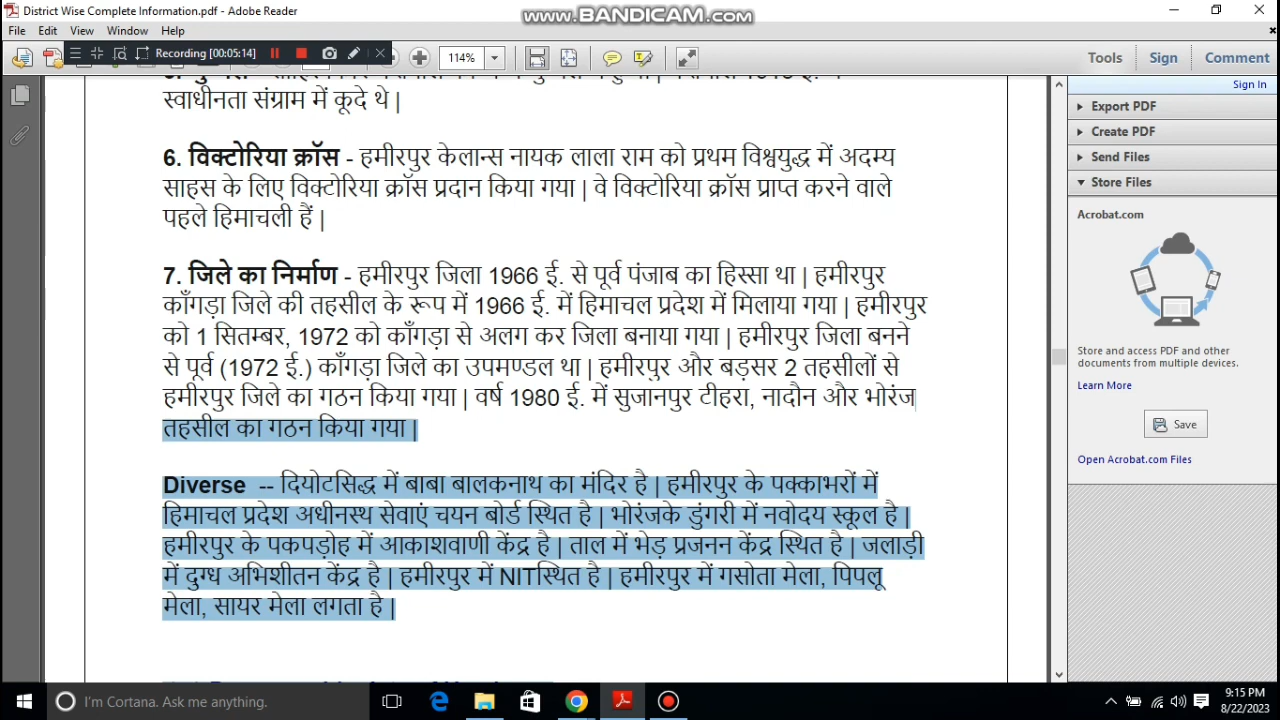 District Wise Complete Information.pdf - Adobe Reader
www.BANDICAM.com
File Edit View Window Help
Recording [00:05:14]
114%
Tools Sign Comment
स्वाधीनता संग्राम में कूदे थे |
6. विक्टोरिया क्रॉस - हमीरपुर केलान्स नायक लाला राम को प्रथम विश्वयुद्ध में अदम्य
साहस के लिए विक्टोरिया क्रॉस प्रदान किया गया | वे विक्टोरिया क्रॉस प्राप्त करने वाले
पहले हिमाचली हैं |
7. जिले का निर्माण - हमीरपुर जिला 1966 ई. से पूर्व पंजाब का हिस्सा था | हमीरपुर
काँगड़ा जिले की तहसील के रूप में 1966 ई. में हिमाचल प्रदेश में मिलाया गया | हमीरपुर
को 1 सितम्बर, 1972 को काँगड़ा से अलग कर जिला बनाया गया | हमीरपुर जिला बनने
से पूर्व (1972 ई.) काँगड़ा जिले का उपमण्डल था | हमीरपुर और बड़सर 2 तहसीलों से
हमीरपुर जिले का गठन किया गया | वर्ष 1980 ई. में सुजानपुर टीहरा, नादौन और भोरंज
तहसील का गठन किया गया |
Diverse -- दियोटसिद्ध में बाबा बालकनाथ का मंदिर है | हमीरपुर के पक्काभरों में
हिमाचल प्रदेश अधीनस्थ सेवाएं चयन बोर्ड स्थित है | भोरंजके डुंगरी में नवोदय स्कूल है |
हमीरपुर के पकपड़ोह में आकाशवाणी केंद्र है | ताल में भेड़ प्रजनन केंद्र स्थित है | जलाड़ी
में दुग्ध अभिशीतन केंद्र है | हमीरपुर में NITस्थित है | हमीरपुर में गसोता मेला, पिपलू
मेला, सायर मेला लगता है |
Sign In
Export PDF
Create PDF
Send Files
Store Files
Acrobat.com
Store and access PDF and other
documents from multiple devices.
Learn More
Save
Open Acrobat.com Files
I'm Cortana. Ask me anything.
9:15 PM
8/22/2023